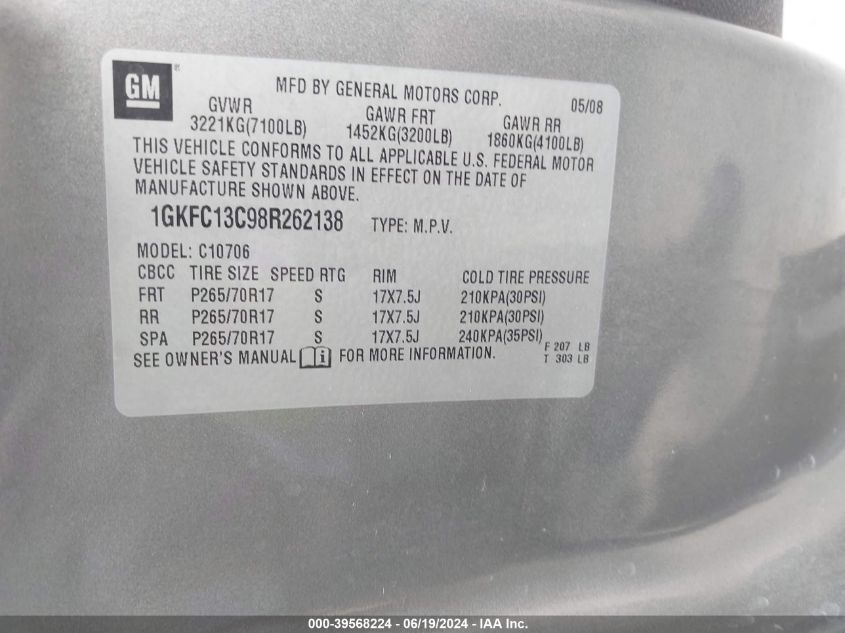 GM®
MFD BY GENERAL MOTORS CORP. 05/08
GVWR GAWR FRT GAWR RR
3221KG(7100LB) 1452KG(3200LB) 1860KG(4100LB)
THIS VEHICLE CONFORMS TO ALL APPLICABLE U.S. FEDERAL MOTOR
VEHICLE SAFETY STANDARDS IN EFFECT ON THE DATE OF
MANUFACTURE SHOWN ABOVE.
1GKFC13C98R262138 TYPE: M.P.V.
MODEL: C10706
CBCC TIRE SIZE SPEED RTG RIM COLD TIRE PRESSURE
FRT P265/70R17 S 17X7.5J 210KPA(30PSI)
RR P265/70R17 S 17X7.5J 210KPA(30PSI)
SPA P265/70R17 S 17X7.5J 240KPA(35PSI)
F 207 LB
SEE OWNER'S MANUAL i FOR MORE INFORMATION.
T 303 LB
000-39568224 - 06/19/2024 - IAA Inc.